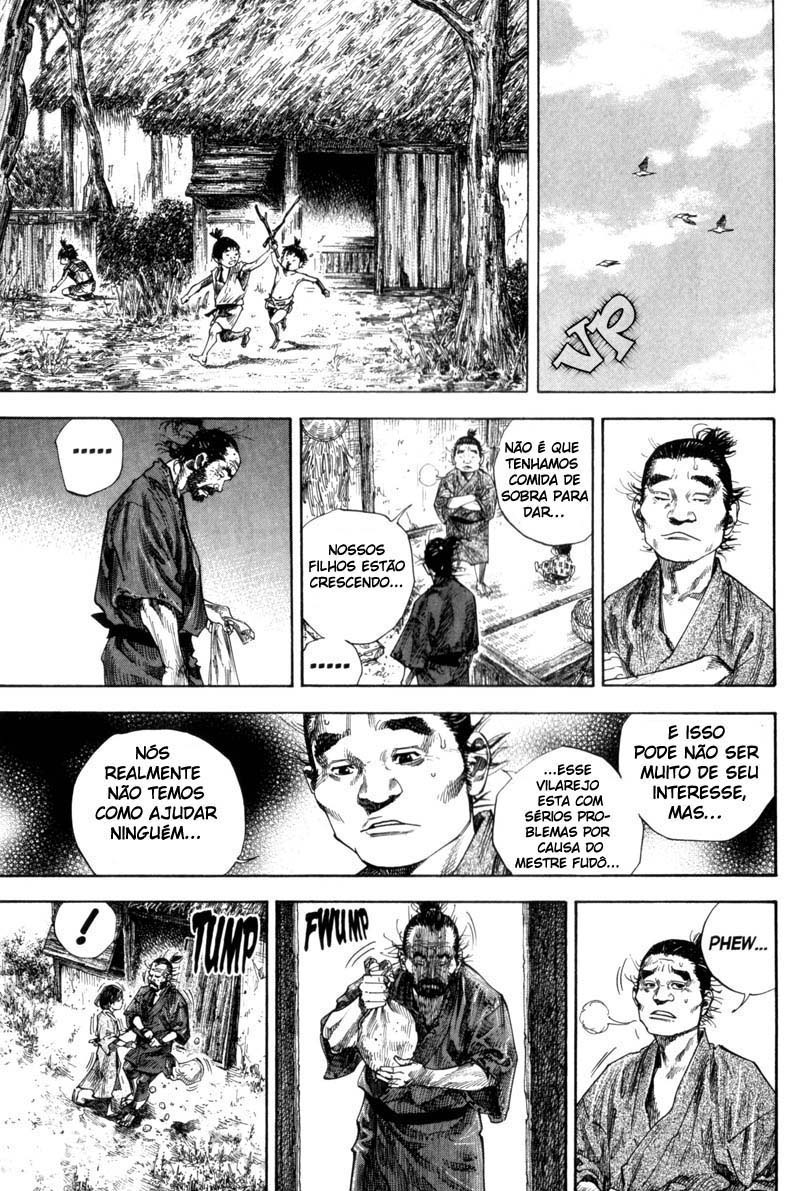 VP
NÃO É QUE
TENHAMOS
COMIDA DE
SOBRA PARA
DAR...
NOSSOS
FILHOS ESTÃO
CRESCENDO...
.....
.....
E ISSO
PODE NÃO SER
MUITO DE SEU
INTERESSE,
MAS...
...ESSE
VILAREJO
ESTA COM
SÉRIOS PRO-
BLEMAS POR
CAUSA DO
MESTRE FUDÔ...
NÓS
REALMENTE
NÃO TEMOS
COMO AJUDAR
NINGUÉM...
PHEW...
FWUMP
TUMP
!